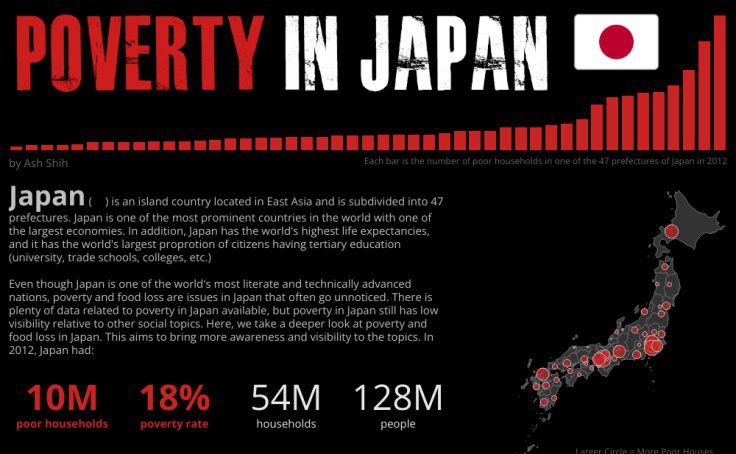 POVERTY IN JAPAN
by Ash Shih
Each bar is the number of poor households in one of the 47 prefectures of Japan in 2012
Japan ( ) is an island country located in East Asia and is subdivided into 47
prefectures. Japan is one of the most prominent countries in the world with one of
the largest economies. In addition, Japan has the world's highest life expectancies,
and it has the world's largest proprotion of citizens having tertiary education
(university, trade schools, colleges, etc.)
Even though Japan is one of the world's most literate and technically advanced
nations, poverty and food loss are issues in Japan that often go unnoticed. There is
plenty of data related to poverty in Japan available, but poverty in Japan still has low
visibility relative to other social topics. Here, we take a deeper look at poverty and
food loss in Japan. This aims to bring more awareness and visibility to the topics. In
2012, Japan had:
10M 18% 54M 128M
poor households poverty rate households people
Larger Circle = More Poor Houses